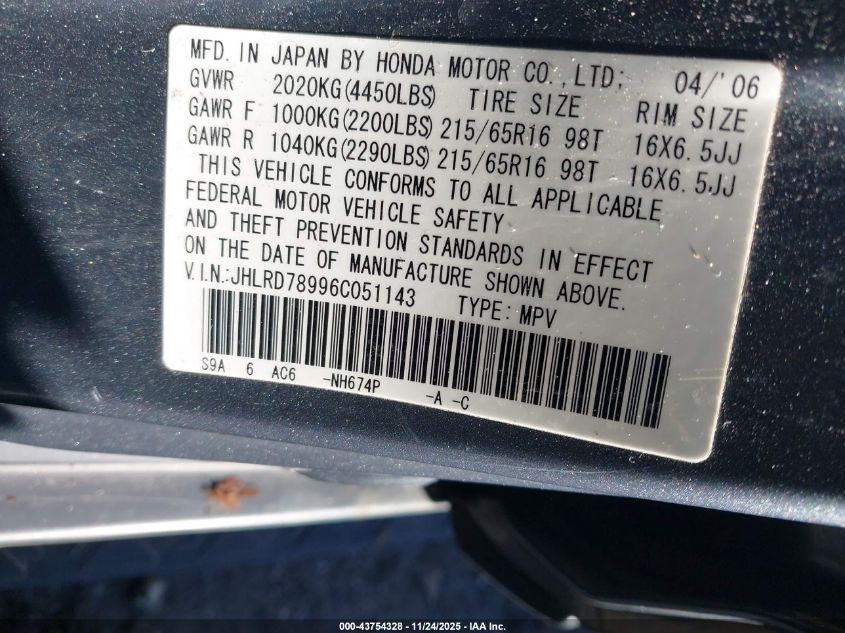 MFD. IN JAPAN BY HONDA MOTOR CO.,LTD; 04/'06
GVWR 2020KG(4450LBS) TIRE SIZE RIM SIZE
GAWR F 1000KG(2200LBS) 215/65R16 98T 16X6.5JJ
GAWR R 1040KG(2290LBS) 215/65R16 98T 16X6.5JJ
THIS VEHICLE CONFORMS TO ALL APPLICABLE
FEDERAL MOTOR VEHICLE SAFETY
AND THEFT PREVENTION STANDARDS IN EFFECT
ON THE DATE OF MANUFACTURE SHOWN ABOVE.
V.I.N.:JHLRD78996C051143 TYPE:MPV
S9A 6 AC6 -NH674P -A -C
000-43754328 - 11/24/2025 - IAA Inc.